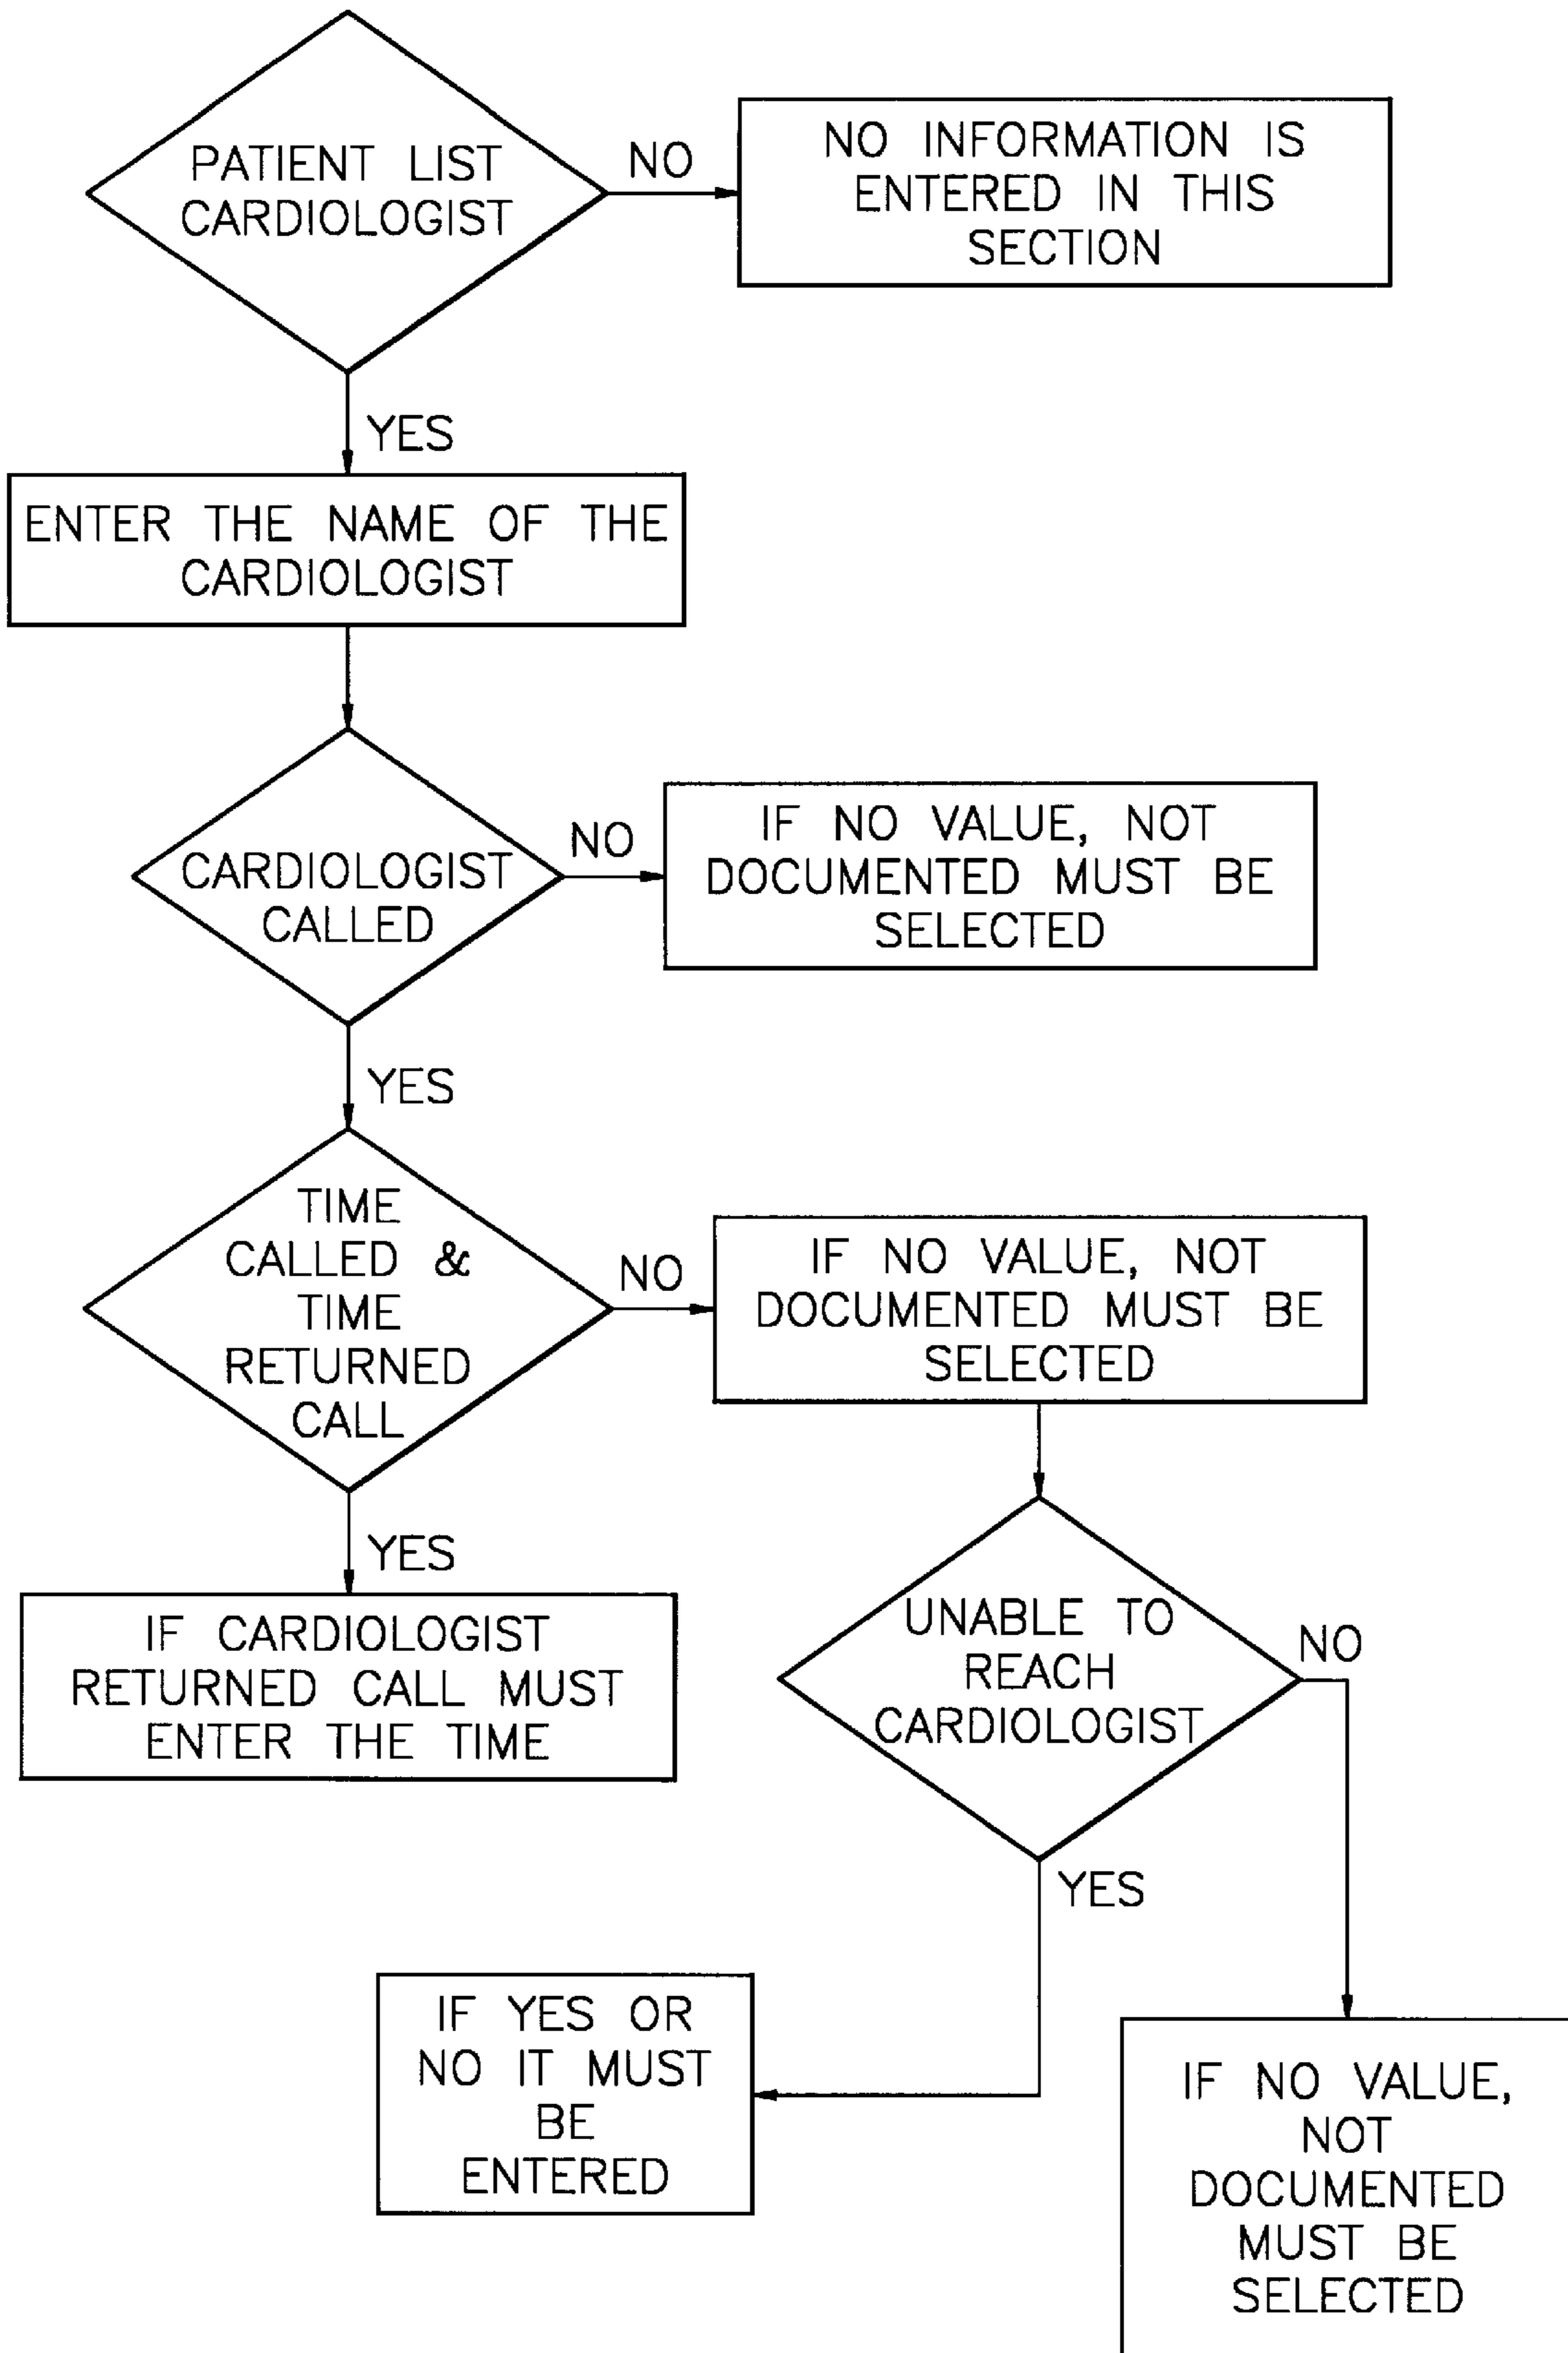 PATIENT LIST
CARDIOLOGIST
NO
NO INFORMATION IS
ENTERED IN THIS
SECTION
YES
ENTER THE NAME OF THE
CARDIOLOGIST
CARDIOLOGIST
CALLED
NO
IF NO VALUE, NOT
DOCUMENTED MUST BE
SELECTED
YES
TIME
CALLED &
TIME
RETURNED
CALL
NO
IF NO VALUE, NOT
DOCUMENTED MUST BE
SELECTED
YES
IF CARDIOLOGIST
RETURNED CALL MUST
ENTER THE TIME
UNABLE TO
REACH
CARDIOLOGIST
NO
YES
IF YES OR
NO IT MUST
BE
ENTERED
IF NO VALUE,
NOT
DOCUMENTED
MUST BE
SELECTED